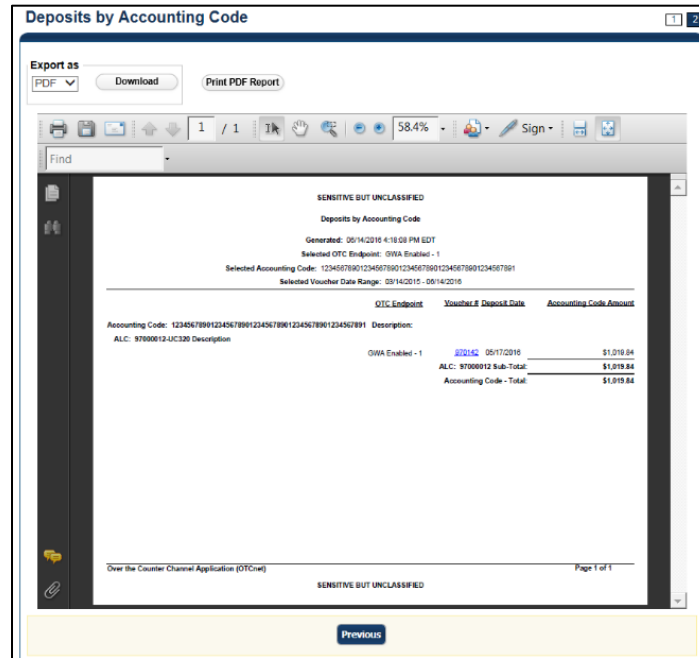 Deposits by Accounting Code
1 2
Export as
PDF Download Print PDF Report
1 / 1 58.4% Sign
Find
SENSITIVE BUT UNCLASSIFIED
Deposits by Accounting Code
Generated: 06/14/2016 4:18:08 PM EDT
Selected OTC Endpoint: GWA Enabled - 1
Selected Accounting Code: 12345678901234567890123456789012345678901234567891
Selected Voucher Date Range: 03/14/2015 - 06/14/2016
OTC Endpoint Voucher # Deposit Date Accounting Code Amount
Accounting Code: 12345678901234567890123456789012345678901234567891 Description:
ALC: 97000012-UC320 Description
GWA Enabled - 1 970142 05/17/2016 $1,019.84
ALC: 97000012 Sub-Total: $1,019.84
Accounting Code - Total: $1,019.84
Over the Counter Channel Application (OTCnet) Page 1 of 1
SENSITIVE BUT UNCLASSIFIED
Previous